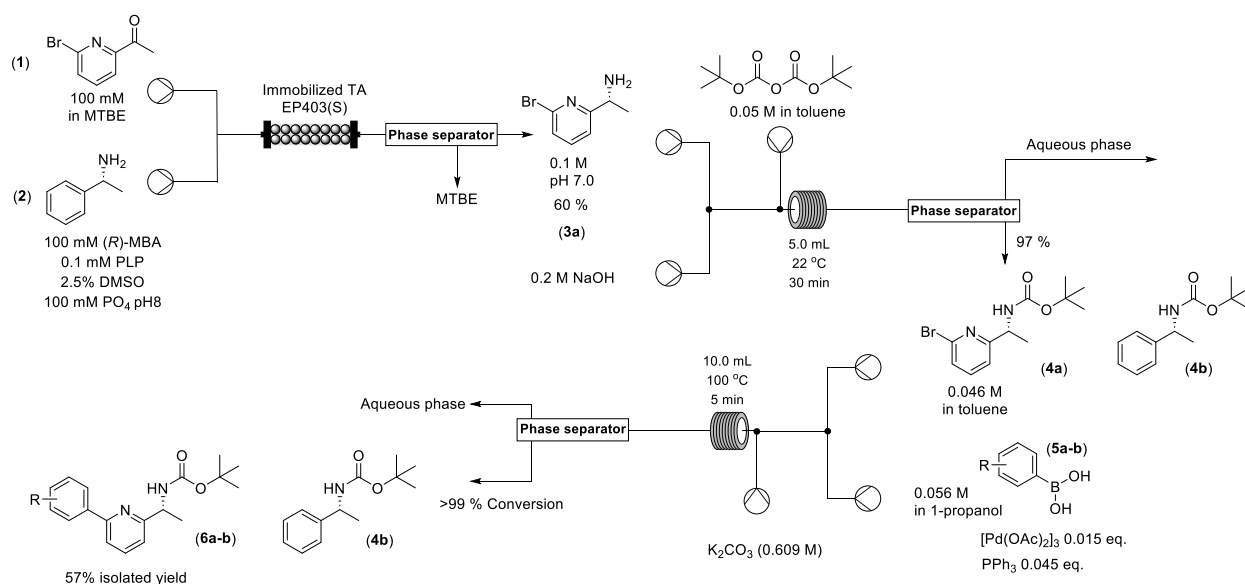 (1)
Br
N
O
100 mM
in MTBE
(2)
NH2
100 mM (R)-MBA
0.1 mM PLP
2.5% DMSO
100 mM PO4 pH8
Immobilized TA
EP403(S)
Phase separator
MTBE
NH2
Br
N
0.1 M
pH 7.0
60 %
(3a)
0.2 M NaOH
O O
O O O
0.05 M in toluene
5.0 mL
22 °C
30 min
Phase separator
Aqueous phase
97 %
O
HN O
Br
N
(4a)
0.046 M
in toluene
O
HN O
(4b)
(5a-b)
R
B
OH
OH
0.056 M
in 1-propanol
[Pd(OAc)2]3 0.015 eq.
PPh3 0.045 eq.
K2CO3 (0.609 M)
10.0 mL
100 °C
5 min
Phase separator
Aqueous phase
>99 % Conversion
O
HN O
R
N
(6a-b)
57% isolated yield
O
HN O
(4b)